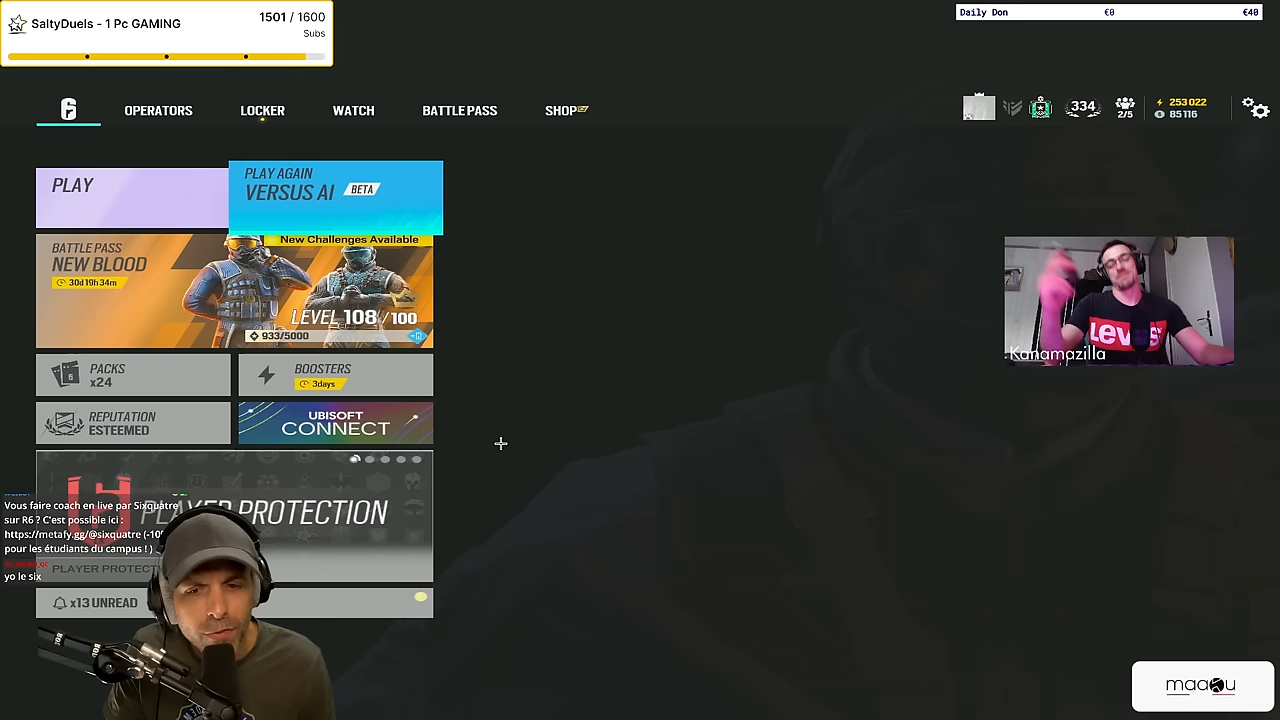 SaltyDuels - 1 Pc GAMING
1501 / 1600
Subs
Daily Don €0 €40
OPERATORS
LOCKER
WATCH
BATTLE PASS
SHOP
334
2/5
253 022
85 116
PLAY
PLAY AGAIN
VERSUS AI BETA
BATTLE PASS
NEW BLOOD
30d 19h 34m
New Challenges Available
LEVEL 108 / 100
933/5000
PACKS
x24
BOOSTERS
3days
REPUTATION
ESTEEMED
UBISOFT
CONNECT
Levi's
Kanamazilla
PLAYER PROTECTION
Vous faire coach en live par Sixquatre
sur R6 ? C'est possible ici :
https://metafy.gg/@sixquatre (-10
pour les étudiants du campus ! )
yo le six
PLAYER PROTECT
x13 UNREAD
maaKu